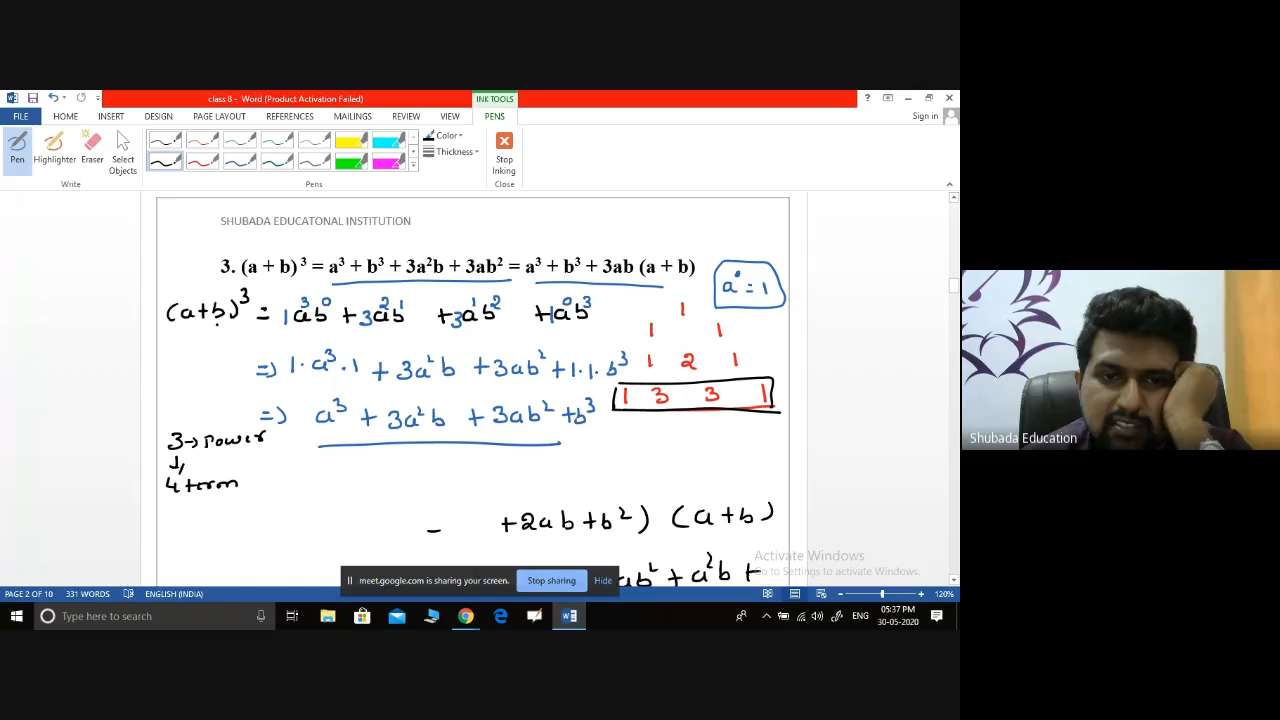 class 8 - Word (Product Activation Failed)
INK TOOLS
FILE HOME INSERT DESIGN PAGE LAYOUT REFERENCES MAILINGS REVIEW VIEW PENS
Sign in
Pen Highlighter Eraser Select Objects
Color
Thickness
Stop Inking
Write Pens Close
SHUBADA EDUCATONAL INSTITUTION
3. (a + b)³ = a³ + b³ + 3a²b + 3ab² = a³ + b³ + 3ab (a + b)
a⁰ = 1
(a+b)³ = 1a³b⁰ + 3a²b¹ + 3a¹b² + 1a⁰b³
1
1 1
1 2 1
1 3 3 1
=> 1·a³·1 + 3a²b + 3ab² + 1·1·b³
=> a³ + 3a²b + 3ab² + b³
3 → Power
↓
4 term
- +2ab + b²) (a+b)
ab² + a²b +
Activate Windows
Go to Settings to activate Windows.
meet.google.com is sharing your screen. Stop sharing Hide
PAGE 2 OF 10 331 WORDS ENGLISH (INDIA) 120%
Type here to search
ENG
05:37 PM
30-05-2020
Shubada Education